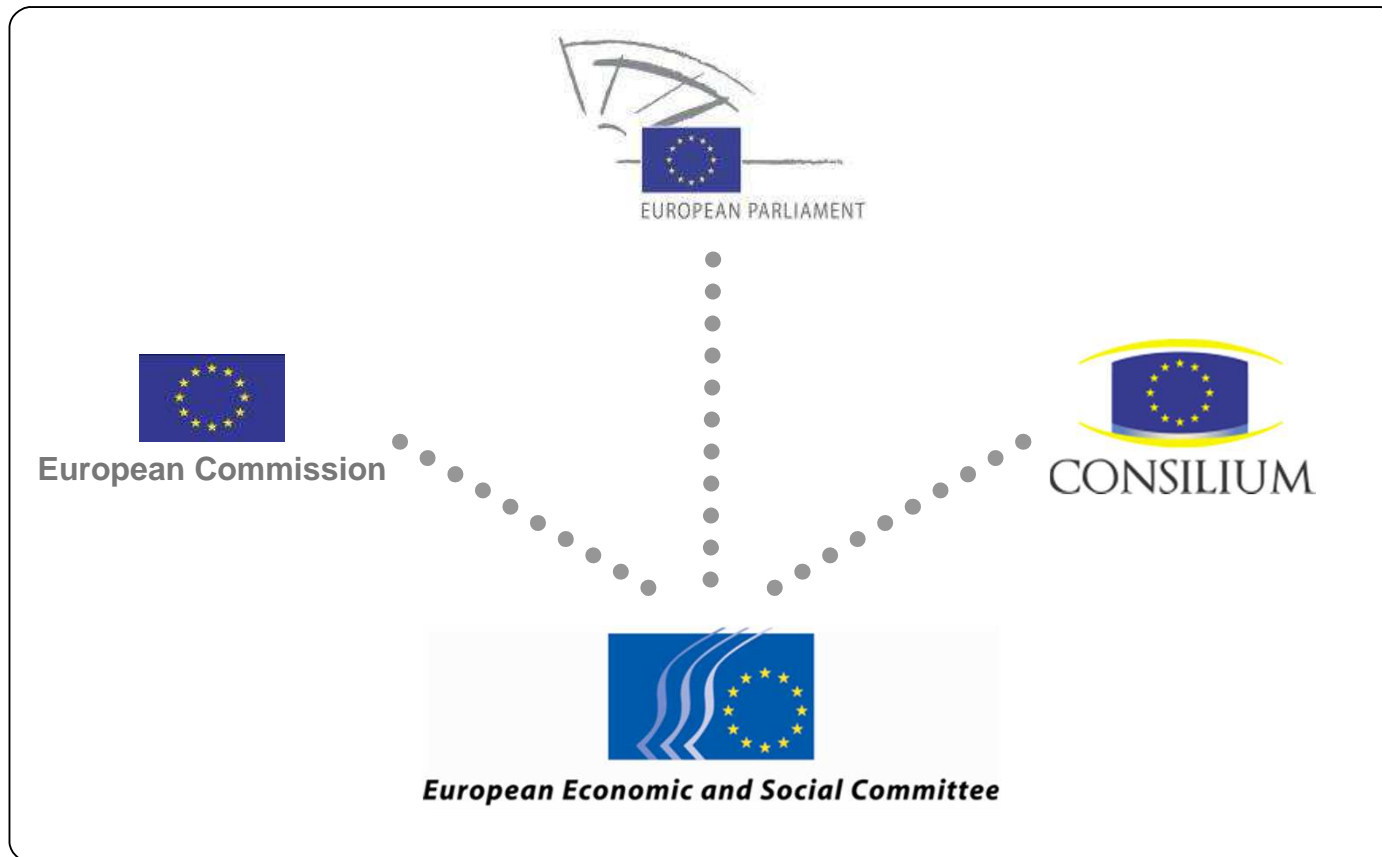 EUROPEAN PARLIAMENT
European Commission
CONSILIUM
European Economic and Social Committee